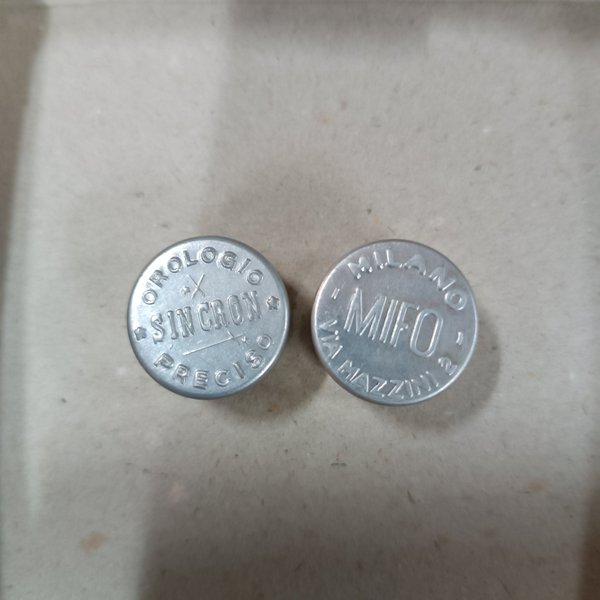 OROLOGIO
SINCRON
PRECISO
MILANO
MIFO
VIA MAZZINI 2